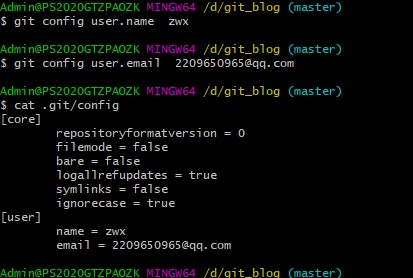 Admin@PS2020GTZPAOZK MINGW64 /d/git_blog (master)
$ git config user.name  zwx
Admin@PS2020GTZPAOZK MINGW64 /d/git_blog (master)
$ git config user.email  2209650965@qq.com
Admin@PS2020GTZPAOZK MINGW64 /d/git_blog (master)
$ cat .git/config
[core]
        repositoryformatversion = 0
        filemode = false
        bare = false
        logallrefupdates = true
        symlinks = false
        ignorecase = true
[user]
        name = zwx
        email = 2209650965@qq.com
Admin@PS2020GTZPAOZK MINGW64 /d/git_blog (master)